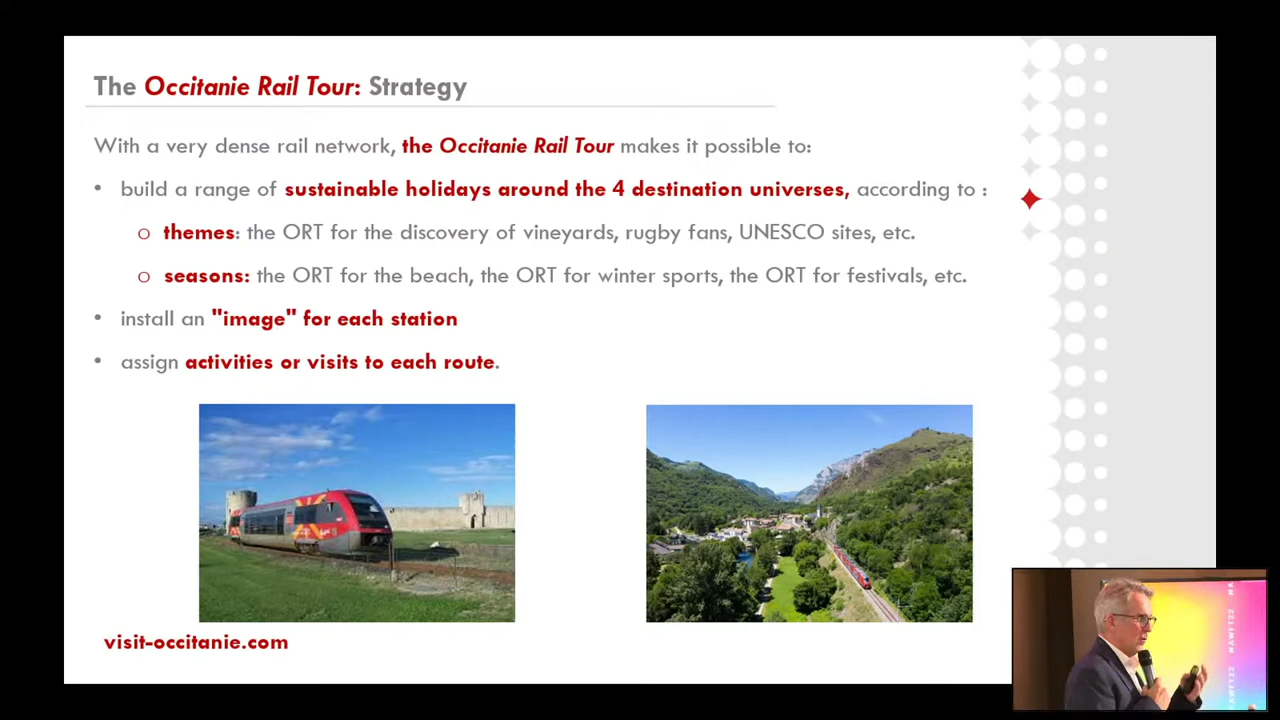 The Occitanie Rail Tour: Strategy
With a very dense rail network, the Occitanie Rail Tour makes it possible to:
• build a range of sustainable holidays around the 4 destination universes, according to :
o themes: the ORT for the discovery of vineyards, rugby fans, UNESCO sites, etc.
o seasons: the ORT for the beach, the ORT for winter sports, the ORT for festivals, etc.
• install an "image" for each station
• assign activities or visits to each route.
visit-occitanie.com
#AWFT22